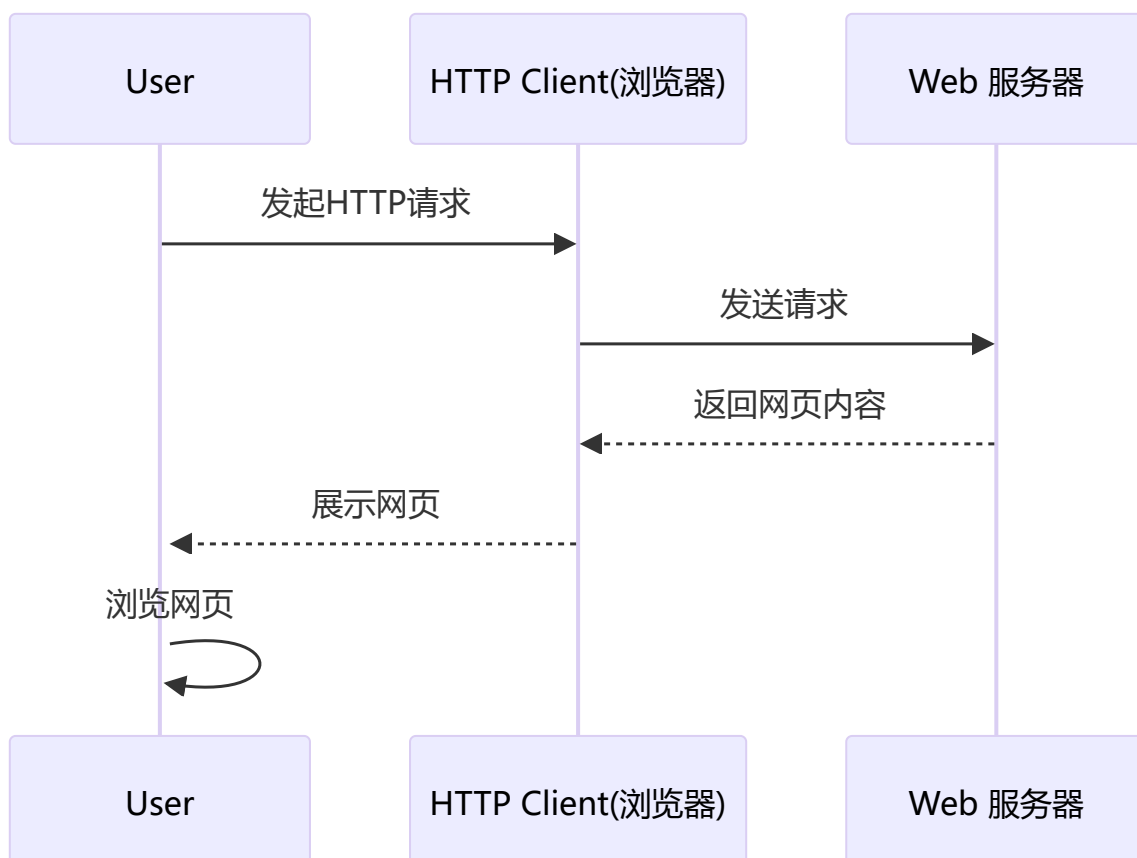 User
HTTP Client(浏览器)
Web 服务器
发起HTTP请求
发送请求
返回网页内容
展示网页
浏览网页
User
HTTP Client(浏览器)
Web 服务器